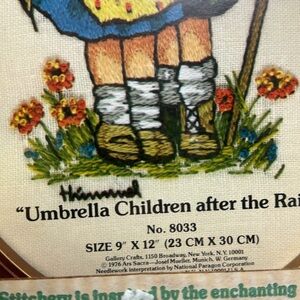 Hummel
"Umbrella Children after the Rai
No. 8033
SIZE 9" X 12" (23 CM X 30 CM)
Gallery Crafts, 1150 Broadway, New York, N.Y. 10001
© 1976 Ars Sacra—Josef Mueller, Munich, W. Germany
Needlework interpretation by National Paragon Corporation
Stitchery is by the enchanting